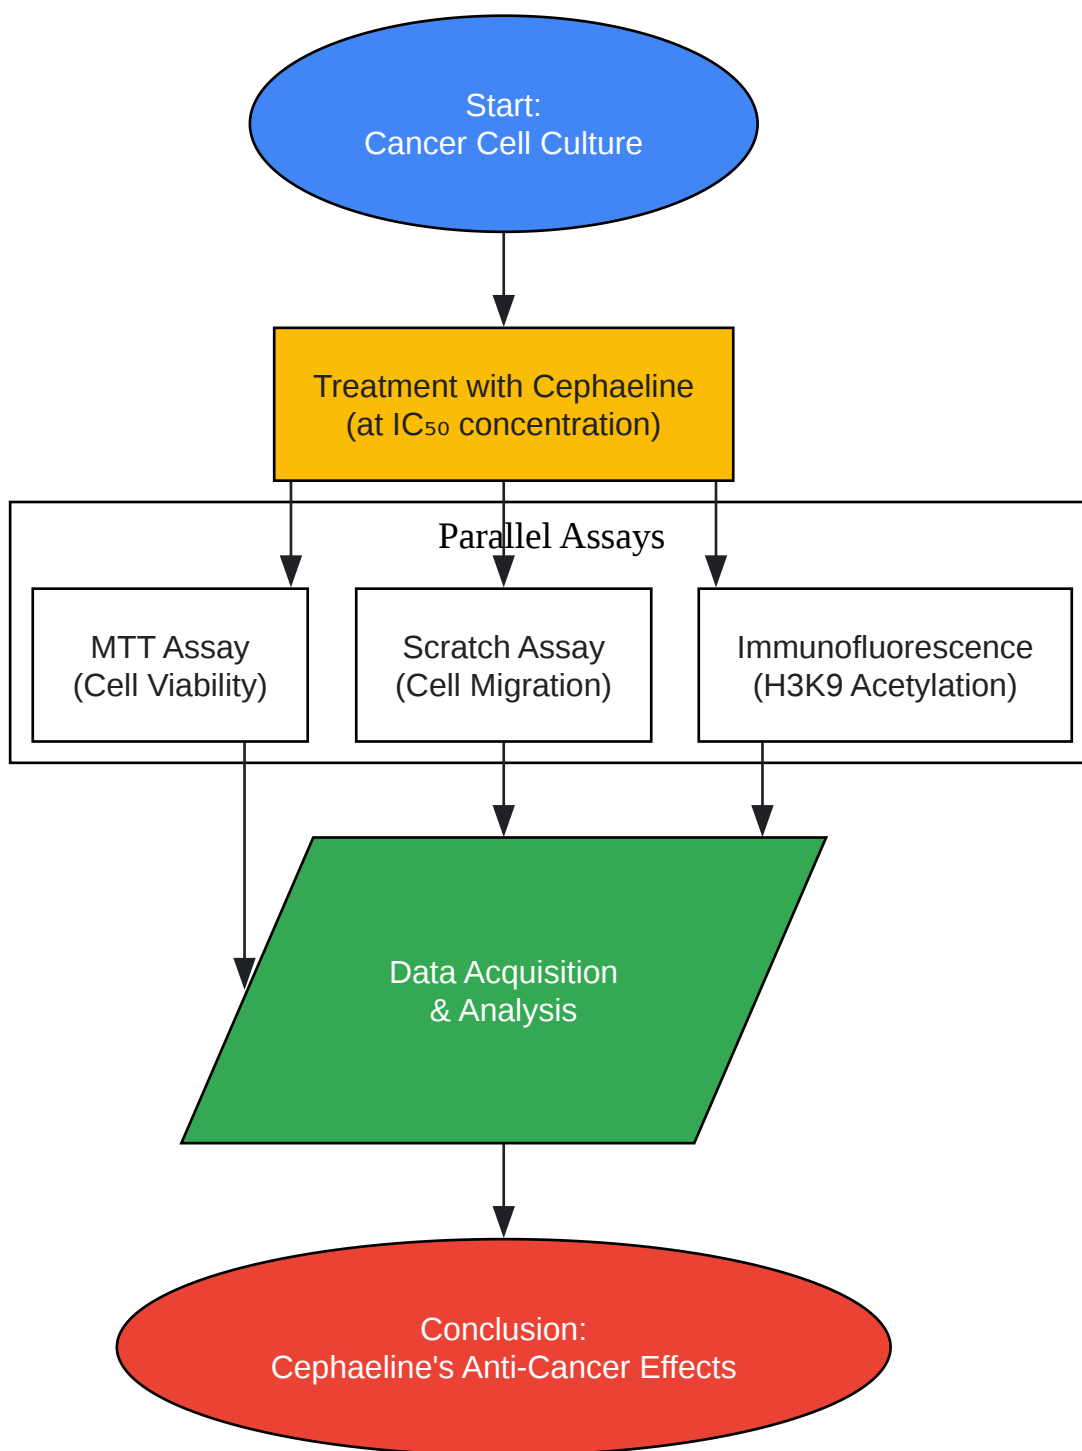 Start:
Cancer Cell Culture
Treatment with Cephaeline
(at IC₅₀ concentration)
Parallel Assays
MTT Assay
(Cell Viability)
Scratch Assay
(Cell Migration)
Immunofluorescence
(H3K9 Acetylation)
Data Acquisition
& Analysis
Conclusion:
Cephaeline's Anti-Cancer Effects